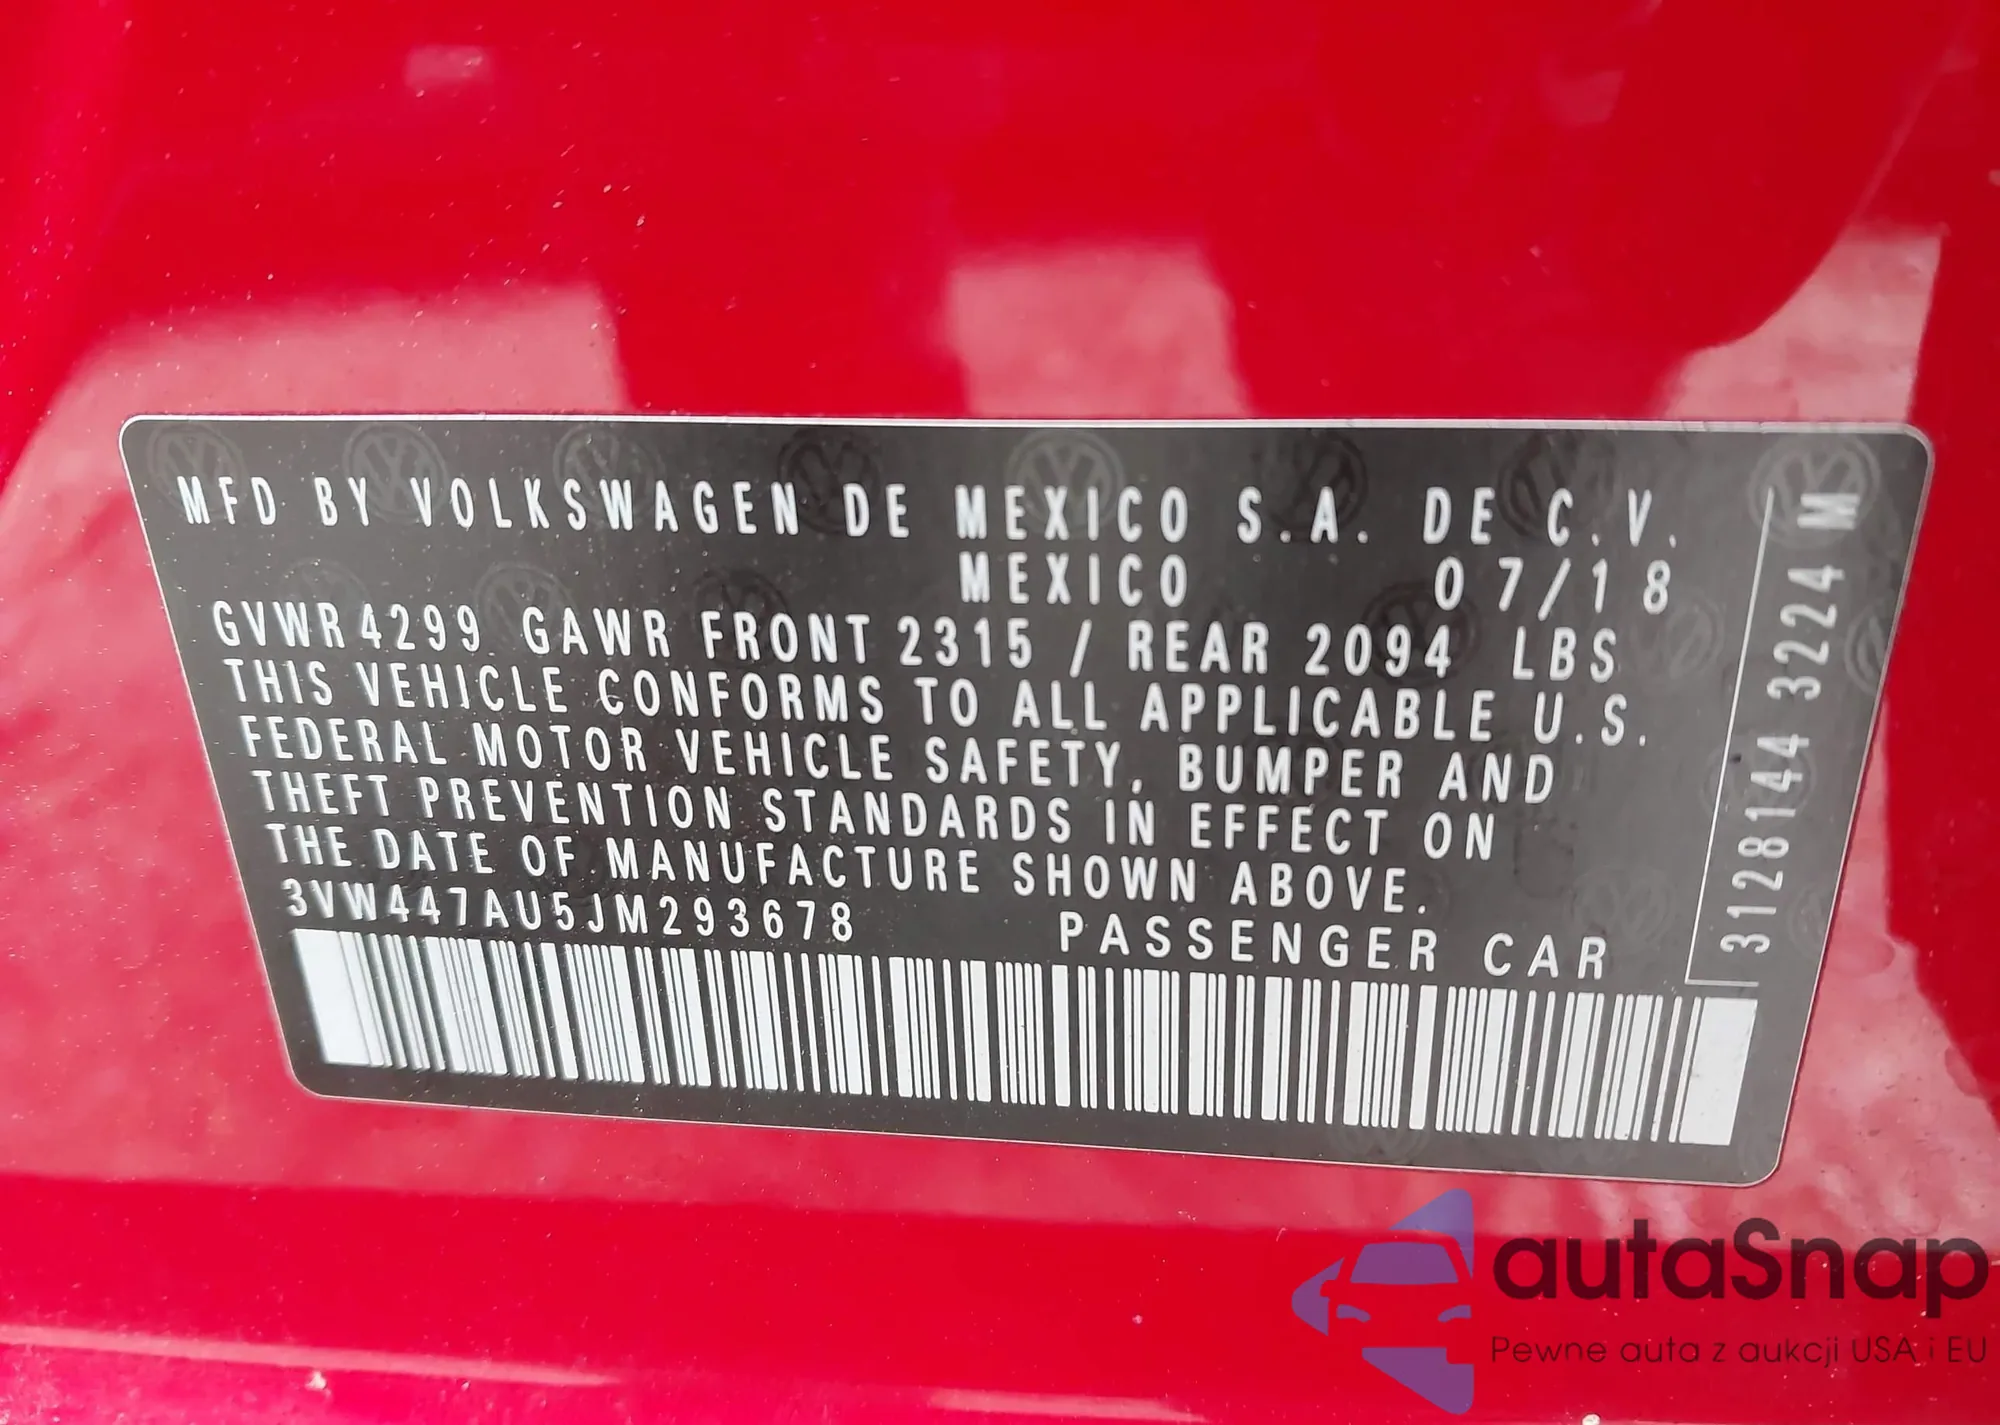 MFD BY VOLKSWAGEN DE MEXICO S.A. DE C.V.
MEXICO 07/18
GVWR 4299 GAWR FRONT 2315 / REAR 2094 LBS
THIS VEHICLE CONFORMS TO ALL APPLICABLE U.S.
FEDERAL MOTOR VEHICLE SAFETY, BUMPER AND
THEFT PREVENTION STANDARDS IN EFFECT ON
THE DATE OF MANUFACTURE SHOWN ABOVE.
3VW447AU5JM293678 PASSENGER CAR
3128144 3224 M
autaSnap
Pewne auta z aukcji USA i EU